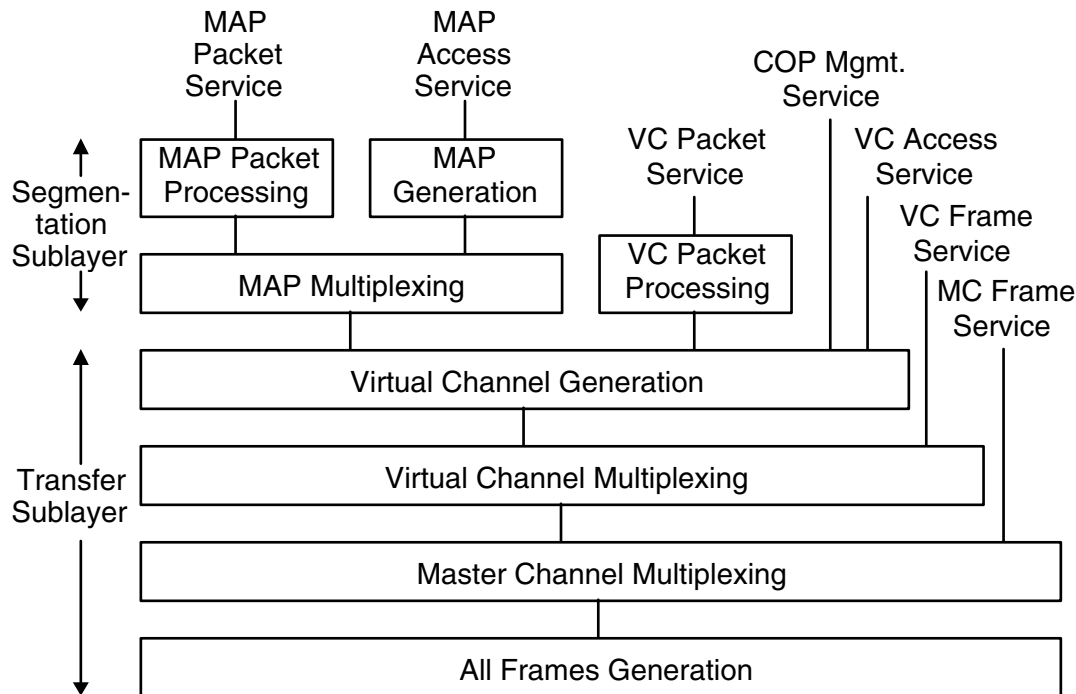 MAP
Packet
Service
MAP
Access
Service
COP Mgmt.
Service
VC Packet
Service
VC Access
Service
VC Frame
Service
MC Frame
Service
Segmen-
tation
Sublayer
MAP Packet
Processing
MAP
Generation
VC Packet
Processing
MAP Multiplexing
Transfer
Sublayer
Virtual Channel Generation
Virtual Channel Multiplexing
Master Channel Multiplexing
All Frames Generation